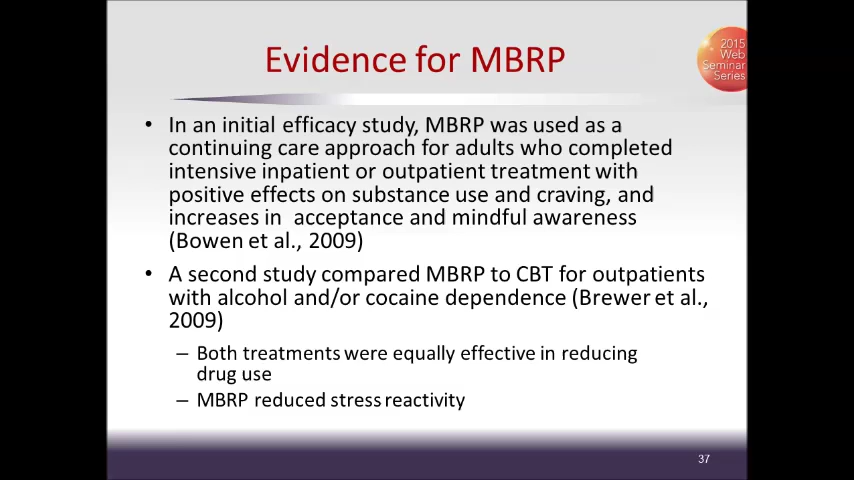 Evidence for MBRP
2015
Web
Seminar
Series
• In an initial efficacy study, MBRP was used as a
continuing care approach for adults who completed
intensive inpatient or outpatient treatment with
positive effects on substance use and craving, and
increases in  acceptance and mindful awareness
(Bowen et al., 2009)
• A second study compared MBRP to CBT for outpatients
with alcohol and/or cocaine dependence (Brewer et al.,
2009)
– Both treatments were equally effective in reducing
drug use
– MBRP reduced stress reactivity
37